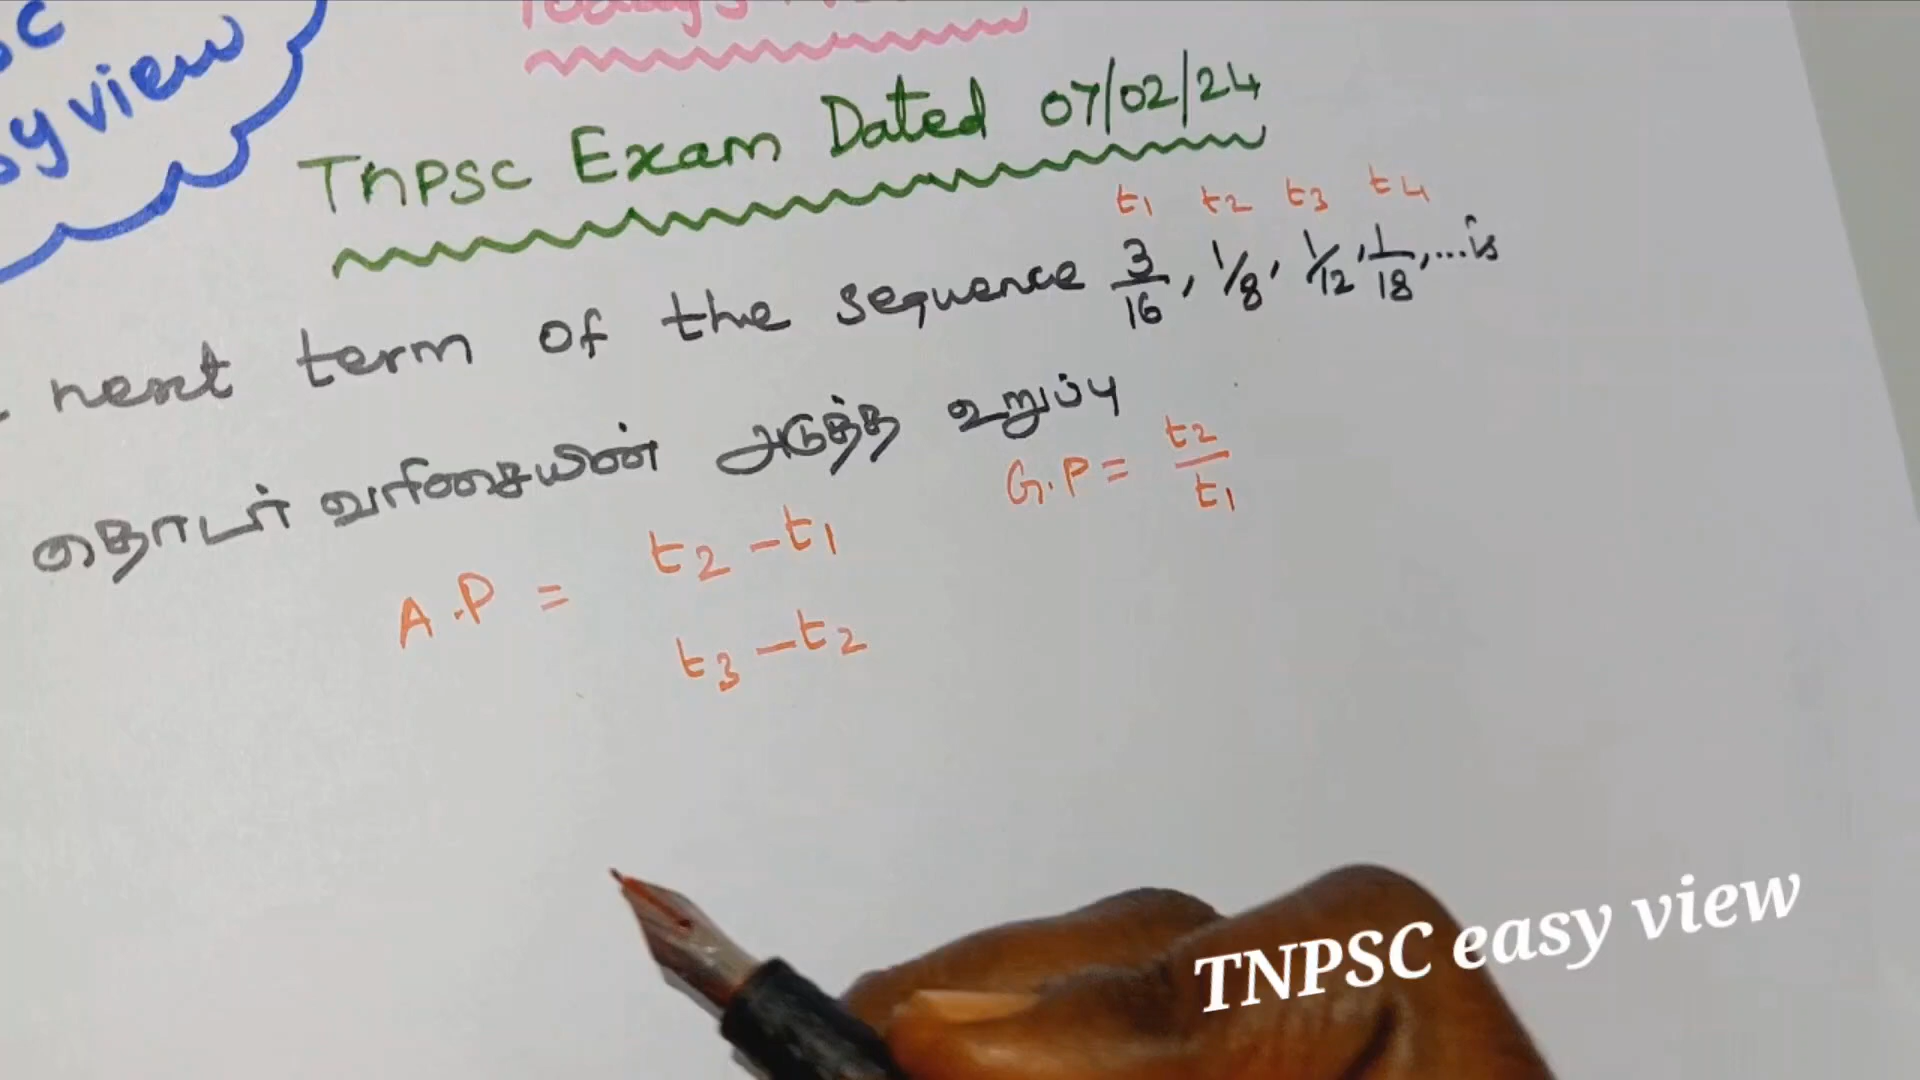 y view
TNPSC Exam Dated 07/02/24
t1 t2 t3 t4
next term of the sequence 3/16, 1/8, 1/12, 1/18, ... is
தொடர் வரிசையின் அடுத்த உறுப்பு
G.P = t2/t1
A.P = t2 - t1
t3 - t2
TNPSC easy view